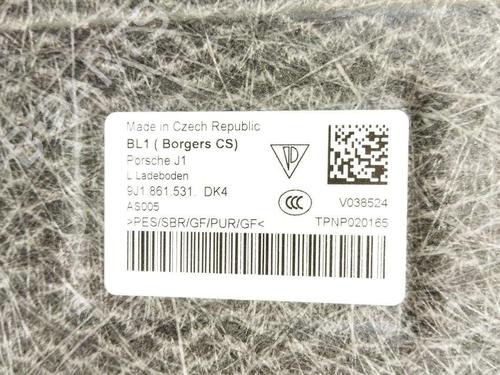 Made in Czech Republic
BL1 ( Borgers CS)
Porsche J1
L Ladeboden
9J1.861.531. DK4
AS005
V038524
>PES/SBR/GF/PUR/GF<
TPNP020165